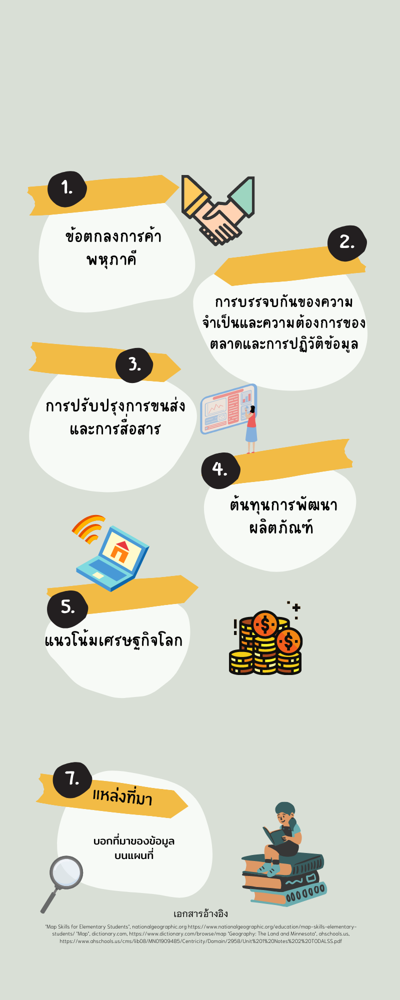 1.
ข้อตกลงการค้า
พหุภาคี
2.
การบรรจบกันของความ
จำเป็นและความต้องการของ
ตลาดและการปฏิวัติข้อมูล
3.
การปรับปรุงการขนส่ง
และการสื่อสาร
4.
ต้นทุนการพัฒนา
ผลิตภัณฑ์
5.
แนวโน้มเศรษฐกิจโลก
7.
แหล่งที่มา
บอกที่มาของข้อมูล
บนแผนที่
เอกสารอ้างอิง
"Map Skills for Elementary Students", nationalgeographic.org https://www.nationalgeographic.org/education/map-skills-elementary-
students/ "Map", dictionary.com, https://www.dictionary.com/browse/map "Geography: The Land and Minnesota", ahschools.us,
https://www.ahschools.us/cms/lib08/MN01909485/Centricity/Domain/2958/Unit%201%20Notes%202%20TODALSS.pdf